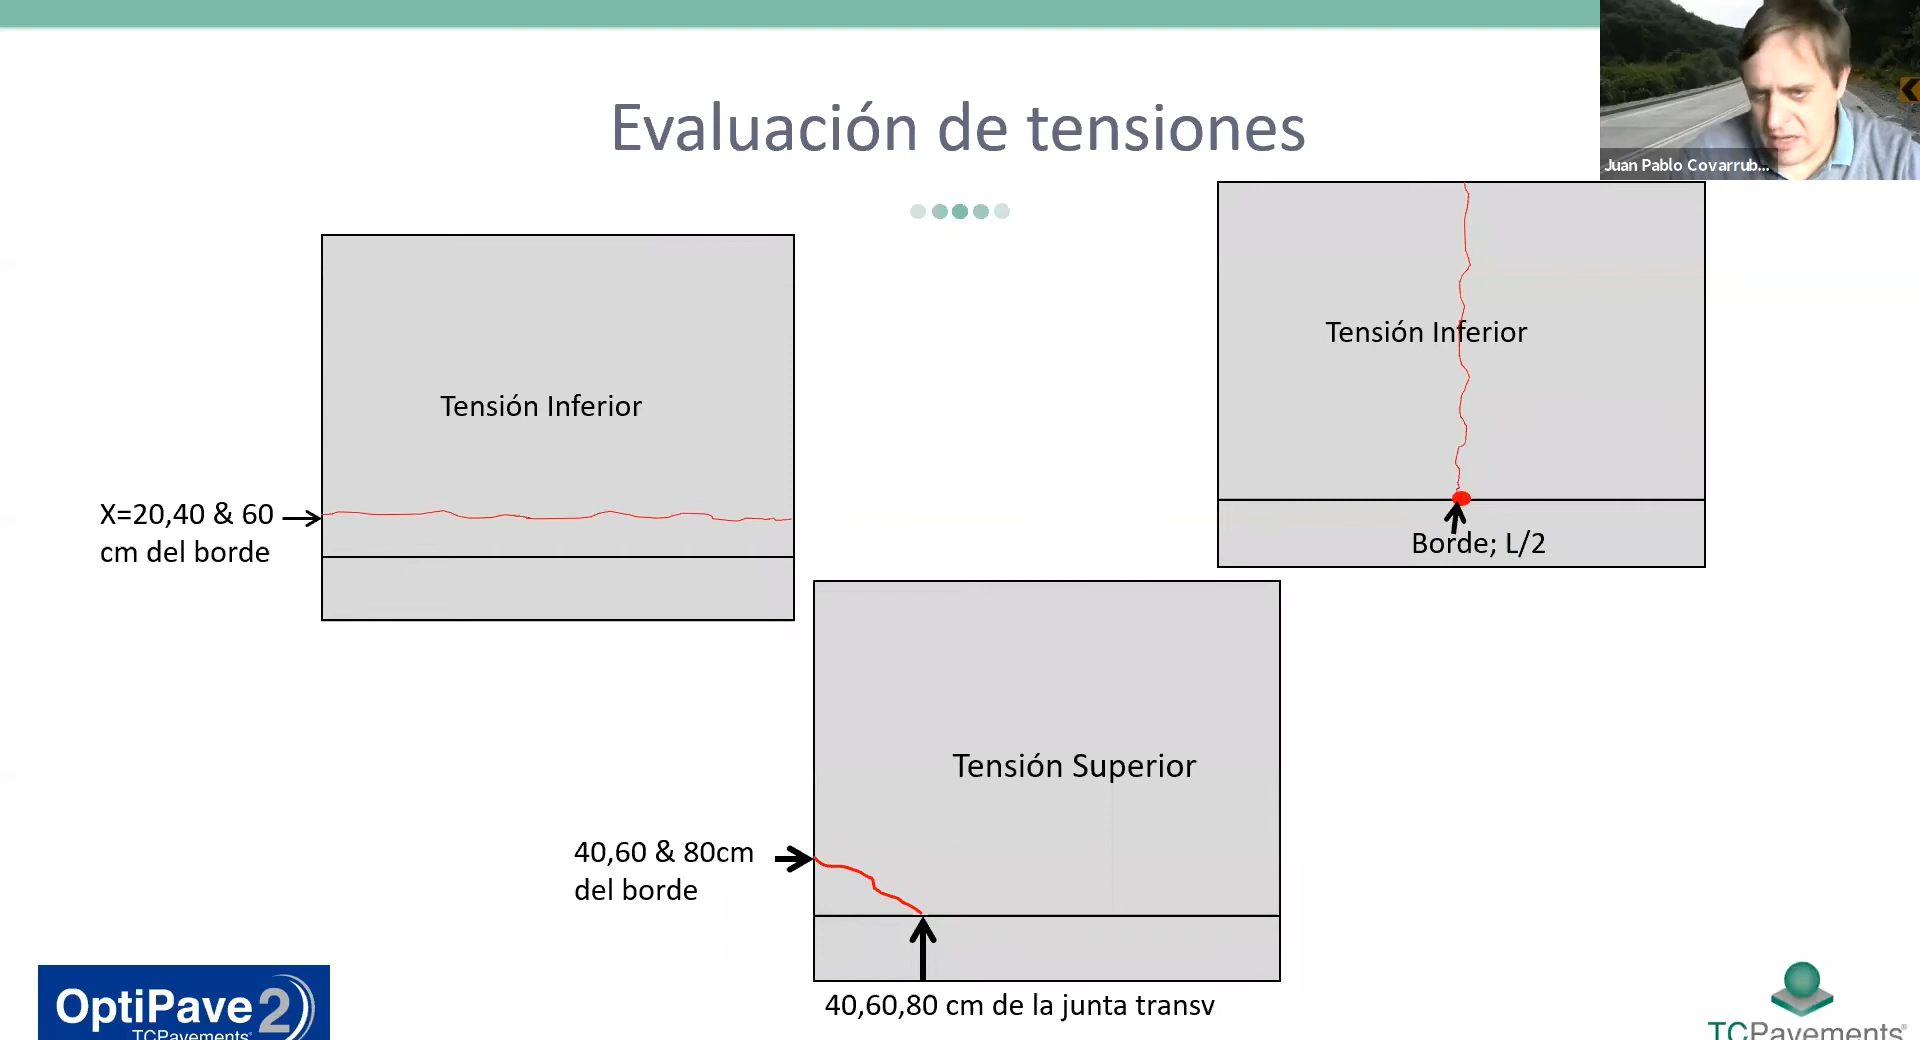 Evaluación de tensiones
Juan Pablo Covarrub...
Tensión Inferior
Tensión Inferior
X=20,40 & 60
cm del borde
Borde; L/2
Tensión Superior
40,60 & 80cm
del borde
40,60,80 cm de la junta transv
OptiPave2
TCPavements®
TCPavements®